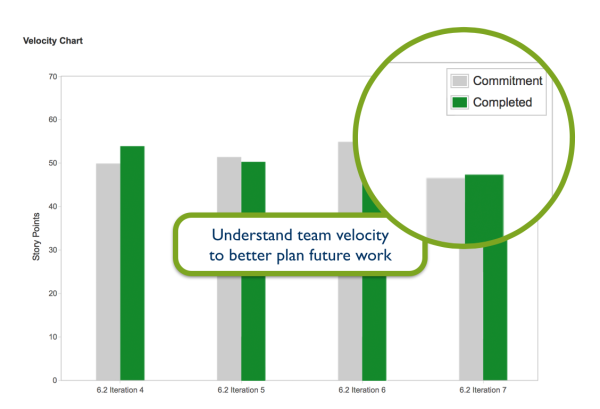 Velocity Chart
Commitment
Completed
70
60
50
40
30
20
10
0
Story Points
Understand team velocity
to better plan future work
6.2 Iteration 4
6.2 Iteration 5
6.2 Iteration 6
6.2 Iteration 7